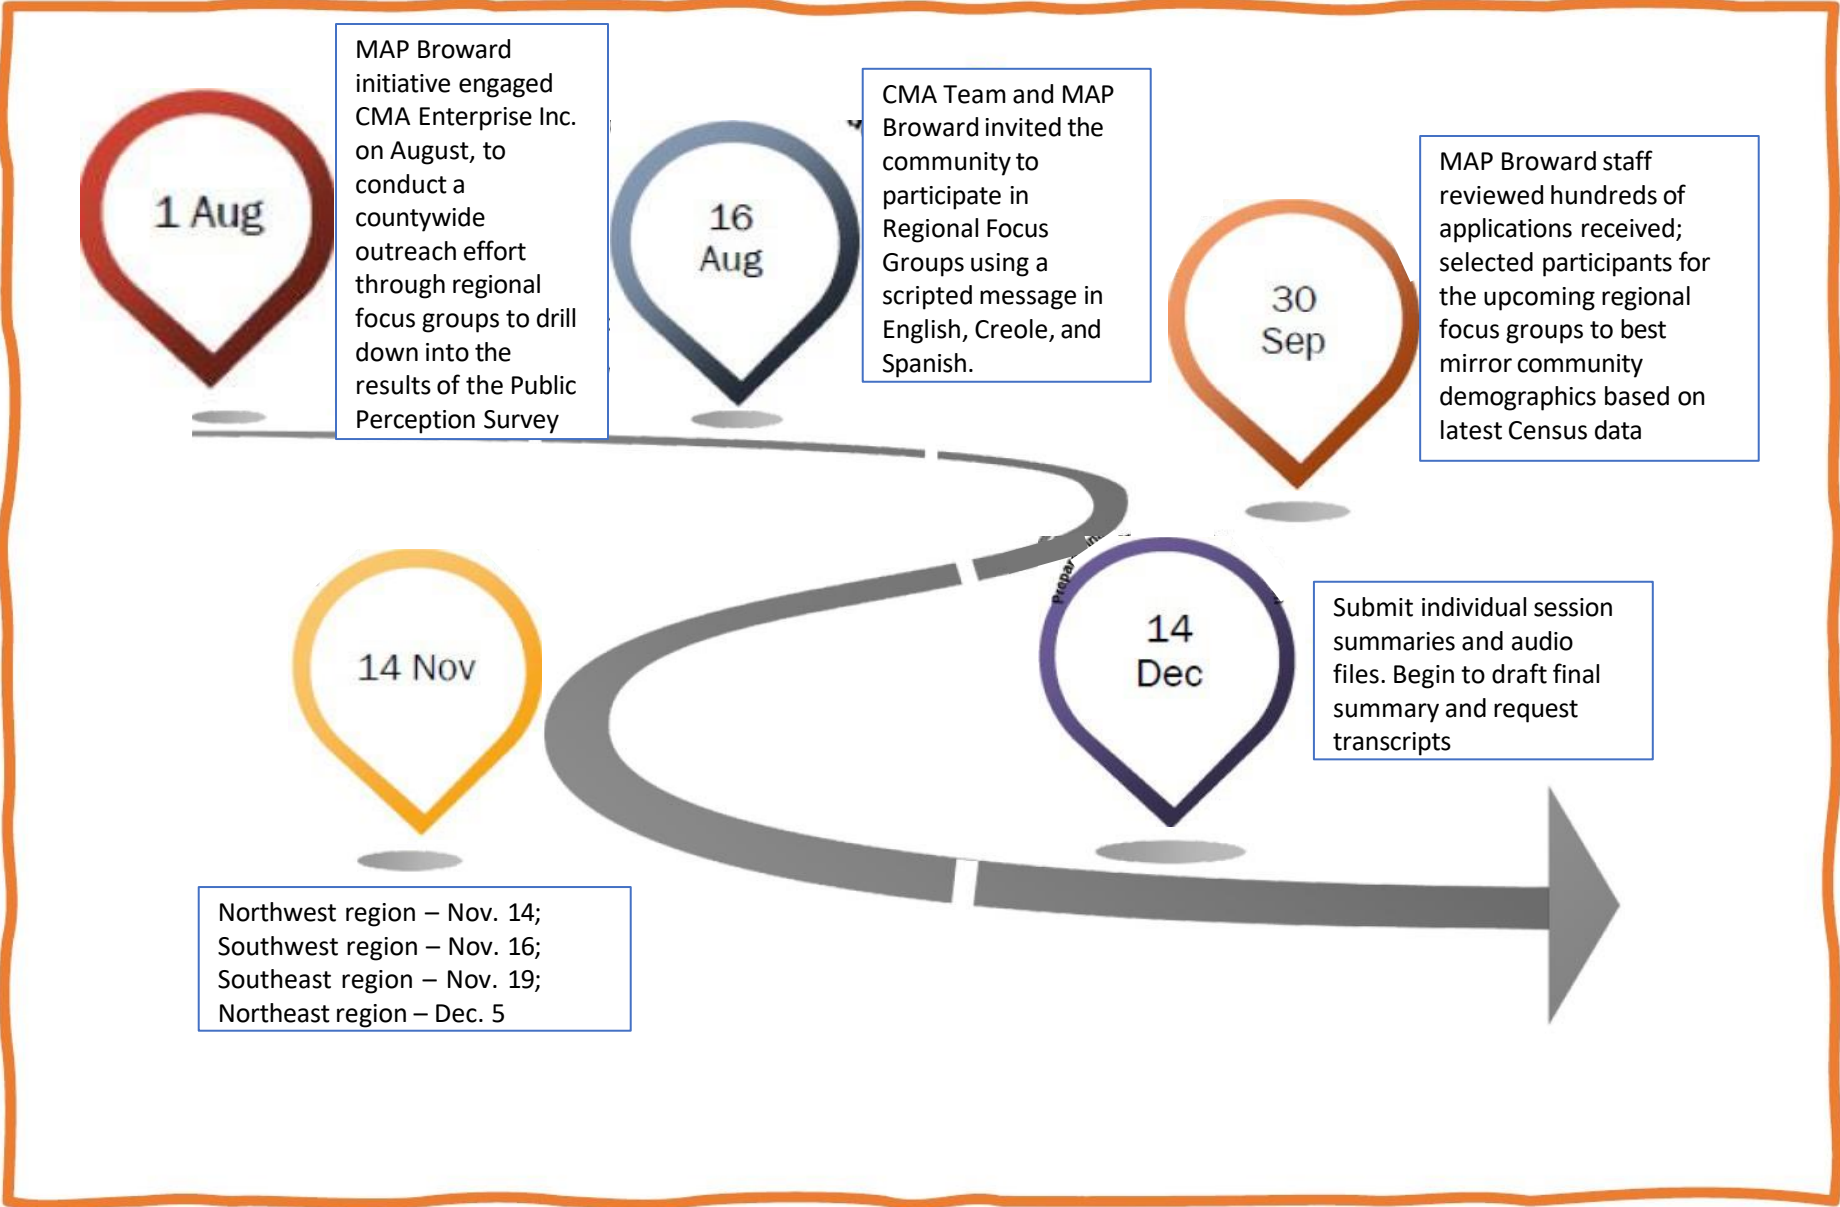 1 Aug
MAP Broward
initiative engaged
CMA Enterprise Inc.
on August, to
conduct a
countywide
outreach effort
through regional
focus groups to drill
down into the
results of the Public
Perception Survey
16
Aug
CMA Team and MAP
Broward invited the
community to
participate in
Regional Focus
Groups using a
scripted message in
English, Creole, and
Spanish.
30
Sep
MAP Broward staff
reviewed hundreds of
applications received;
selected participants for
the upcoming regional
focus groups to best
mirror community
demographics based on
latest Census data
14 Nov
Northwest region – Nov. 14;
Southwest region – Nov. 16;
Southeast region – Nov. 19;
Northeast region – Dec. 5
14
Dec
Submit individual session
summaries and audio
files. Begin to draft final
summary and request
transcripts